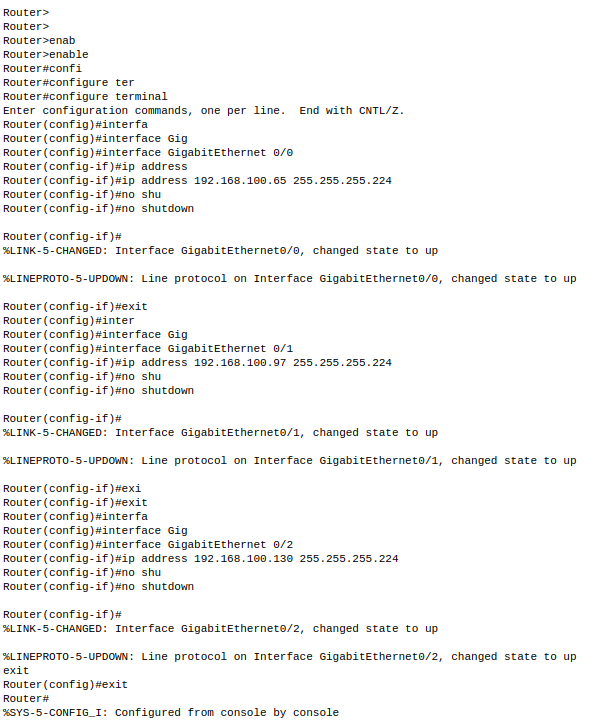 Router>
Router>
Router>enab
Router>enable
Router#confi
Router#configure ter
Router#configure terminal
Enter configuration commands, one per line.  End with CNTL/Z.
Router(config)#interfa
Router(config)#interface Gig
Router(config)#interface GigabitEthernet 0/0
Router(config-if)#ip address
Router(config-if)#ip address 192.168.100.65 255.255.255.224
Router(config-if)#no shu
Router(config-if)#no shutdown

Router(config-if)#
%LINK-5-CHANGED: Interface GigabitEthernet0/0, changed state to up

%LINEPROTO-5-UPDOWN: Line protocol on Interface GigabitEthernet0/0, changed state to up

Router(config-if)#exit
Router(config)#inter
Router(config)#interface Gig
Router(config)#interface GigabitEthernet 0/1
Router(config-if)#ip address 192.168.100.97 255.255.255.224
Router(config-if)#no shu
Router(config-if)#no shutdown

Router(config-if)#
%LINK-5-CHANGED: Interface GigabitEthernet0/1, changed state to up

%LINEPROTO-5-UPDOWN: Line protocol on Interface GigabitEthernet0/1, changed state to up

Router(config-if)#exi
Router(config-if)#exit
Router(config)#interfa
Router(config)#interface Gig
Router(config)#interface GigabitEthernet 0/2
Router(config-if)#ip address 192.168.100.130 255.255.255.224
Router(config-if)#no shu
Router(config-if)#no shutdown

Router(config-if)#
%LINK-5-CHANGED: Interface GigabitEthernet0/2, changed state to up

%LINEPROTO-5-UPDOWN: Line protocol on Interface GigabitEthernet0/2, changed state to up
exit
Router(config)#exit
Router#
%SYS-5-CONFIG_I: Configured from console by console